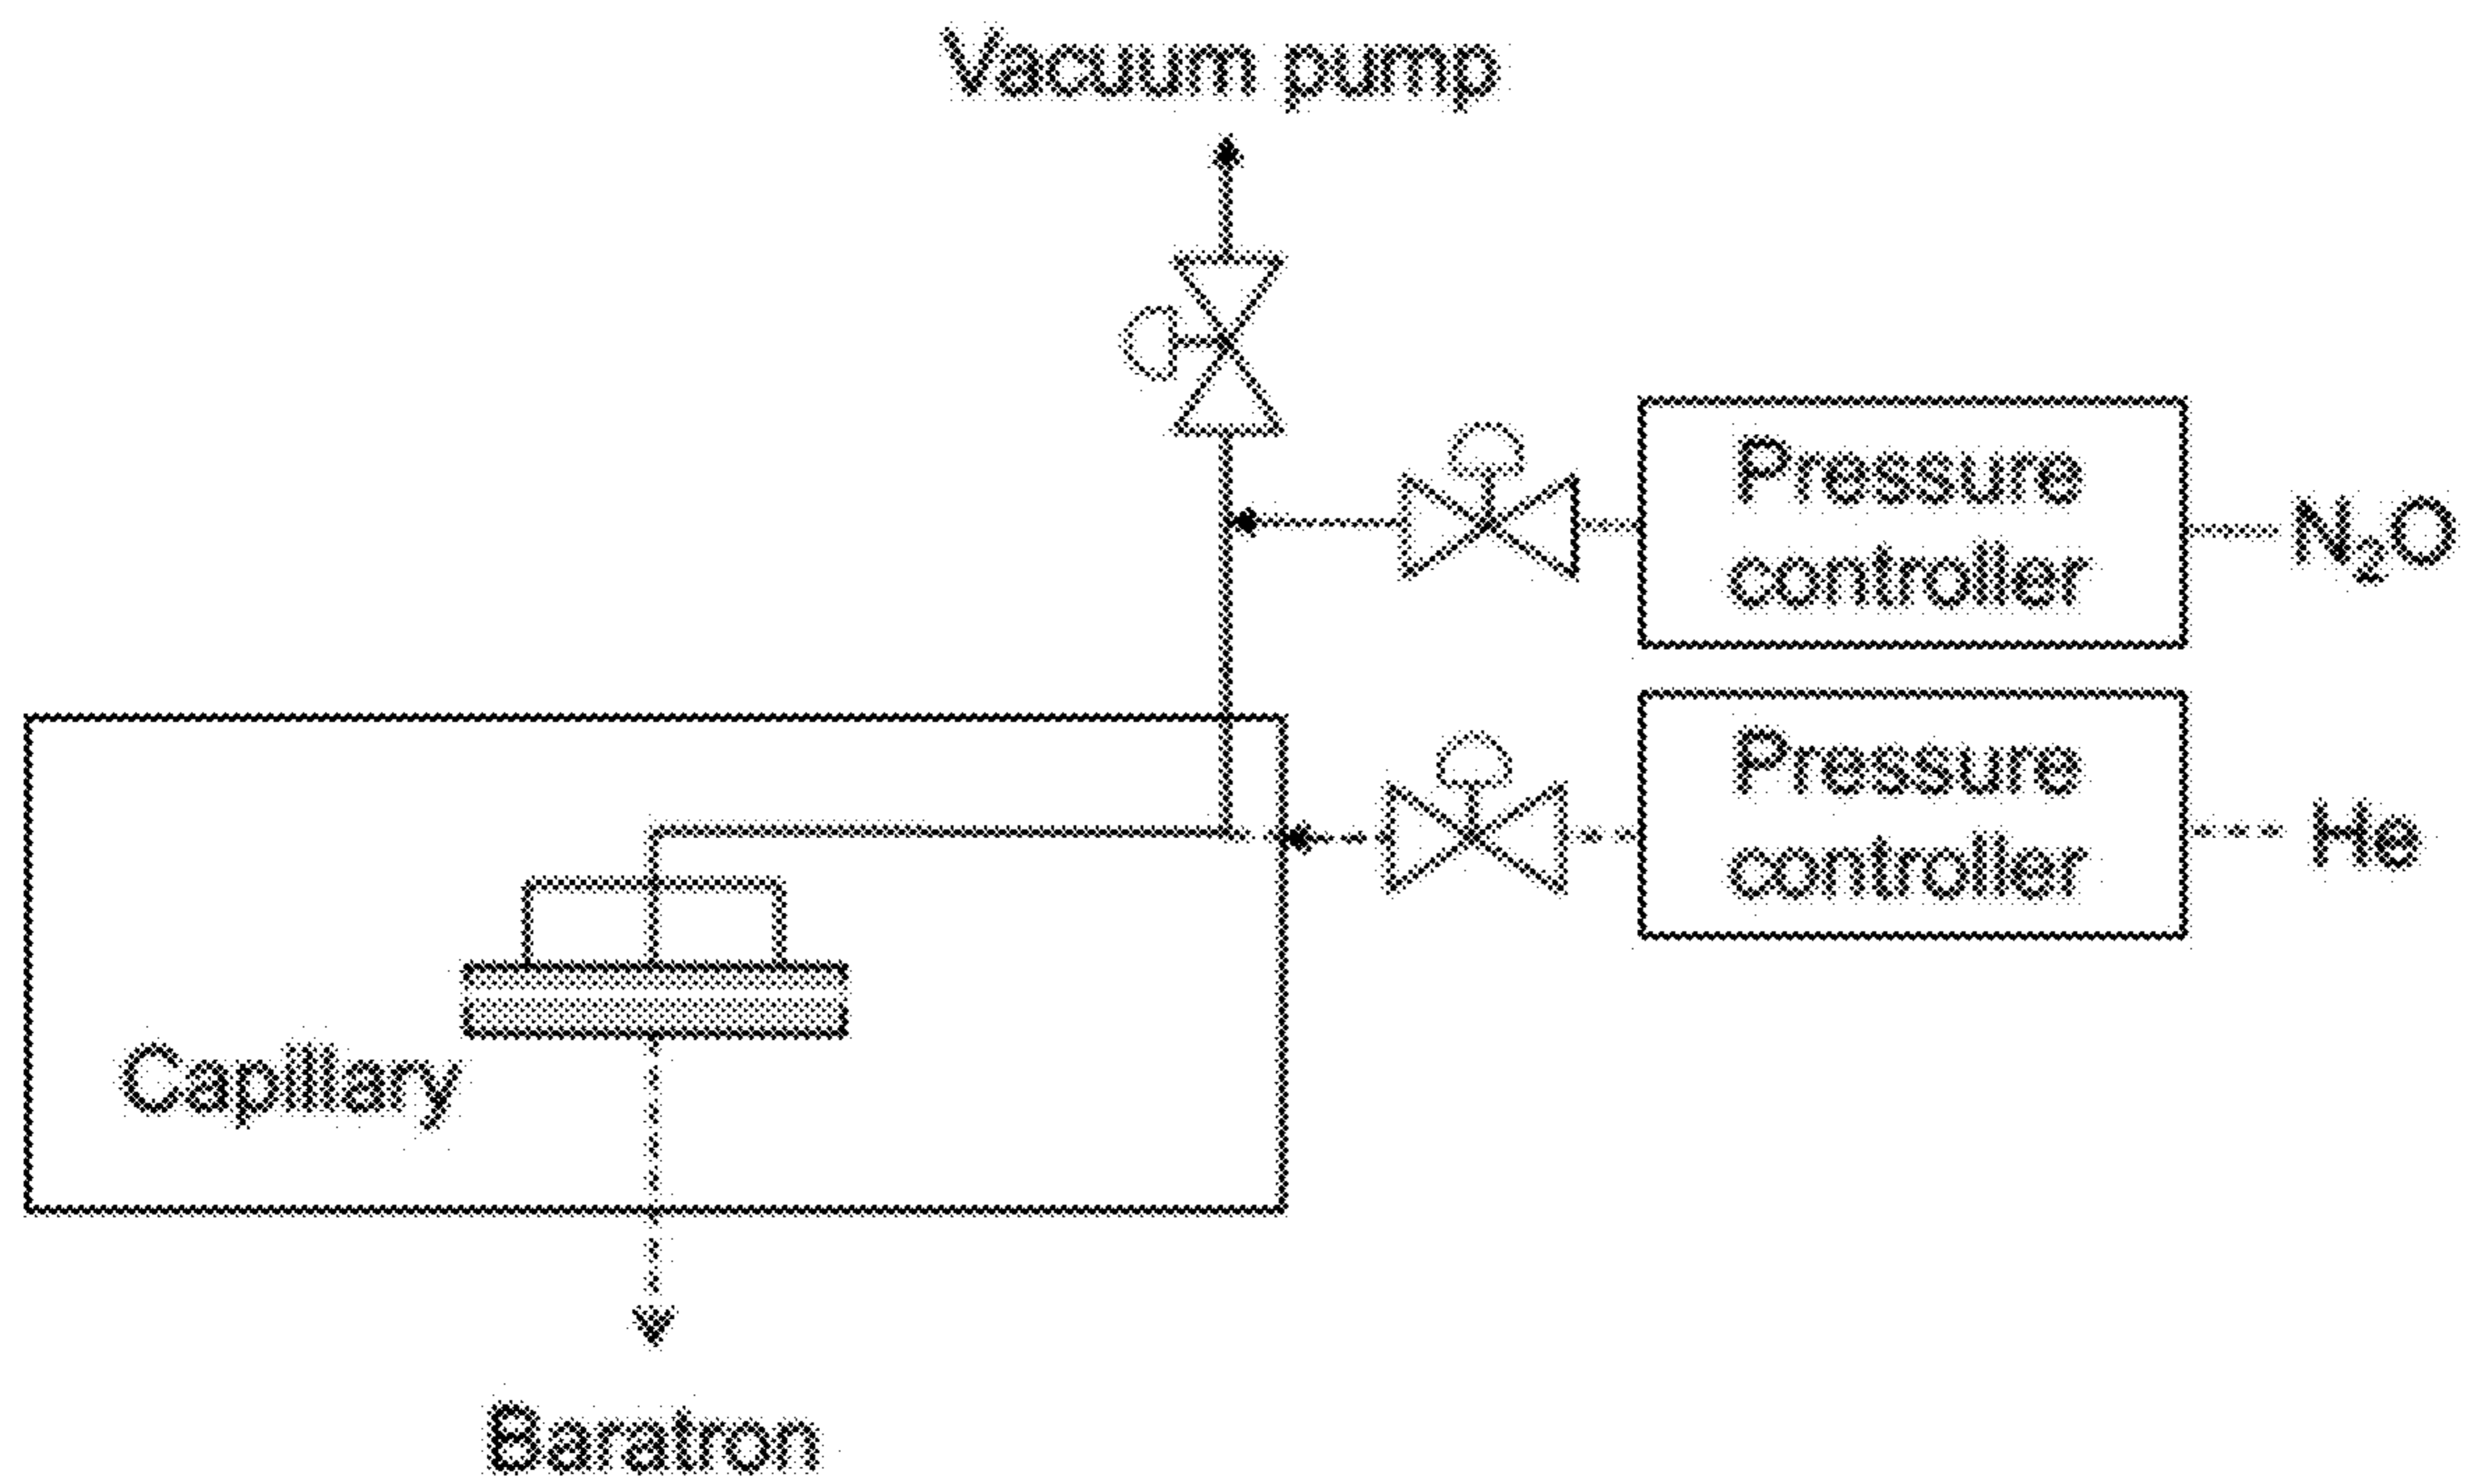 Vacuum pump
Pressure
controller
N₂O
Pressure
controller
He
Capillary
Baratron